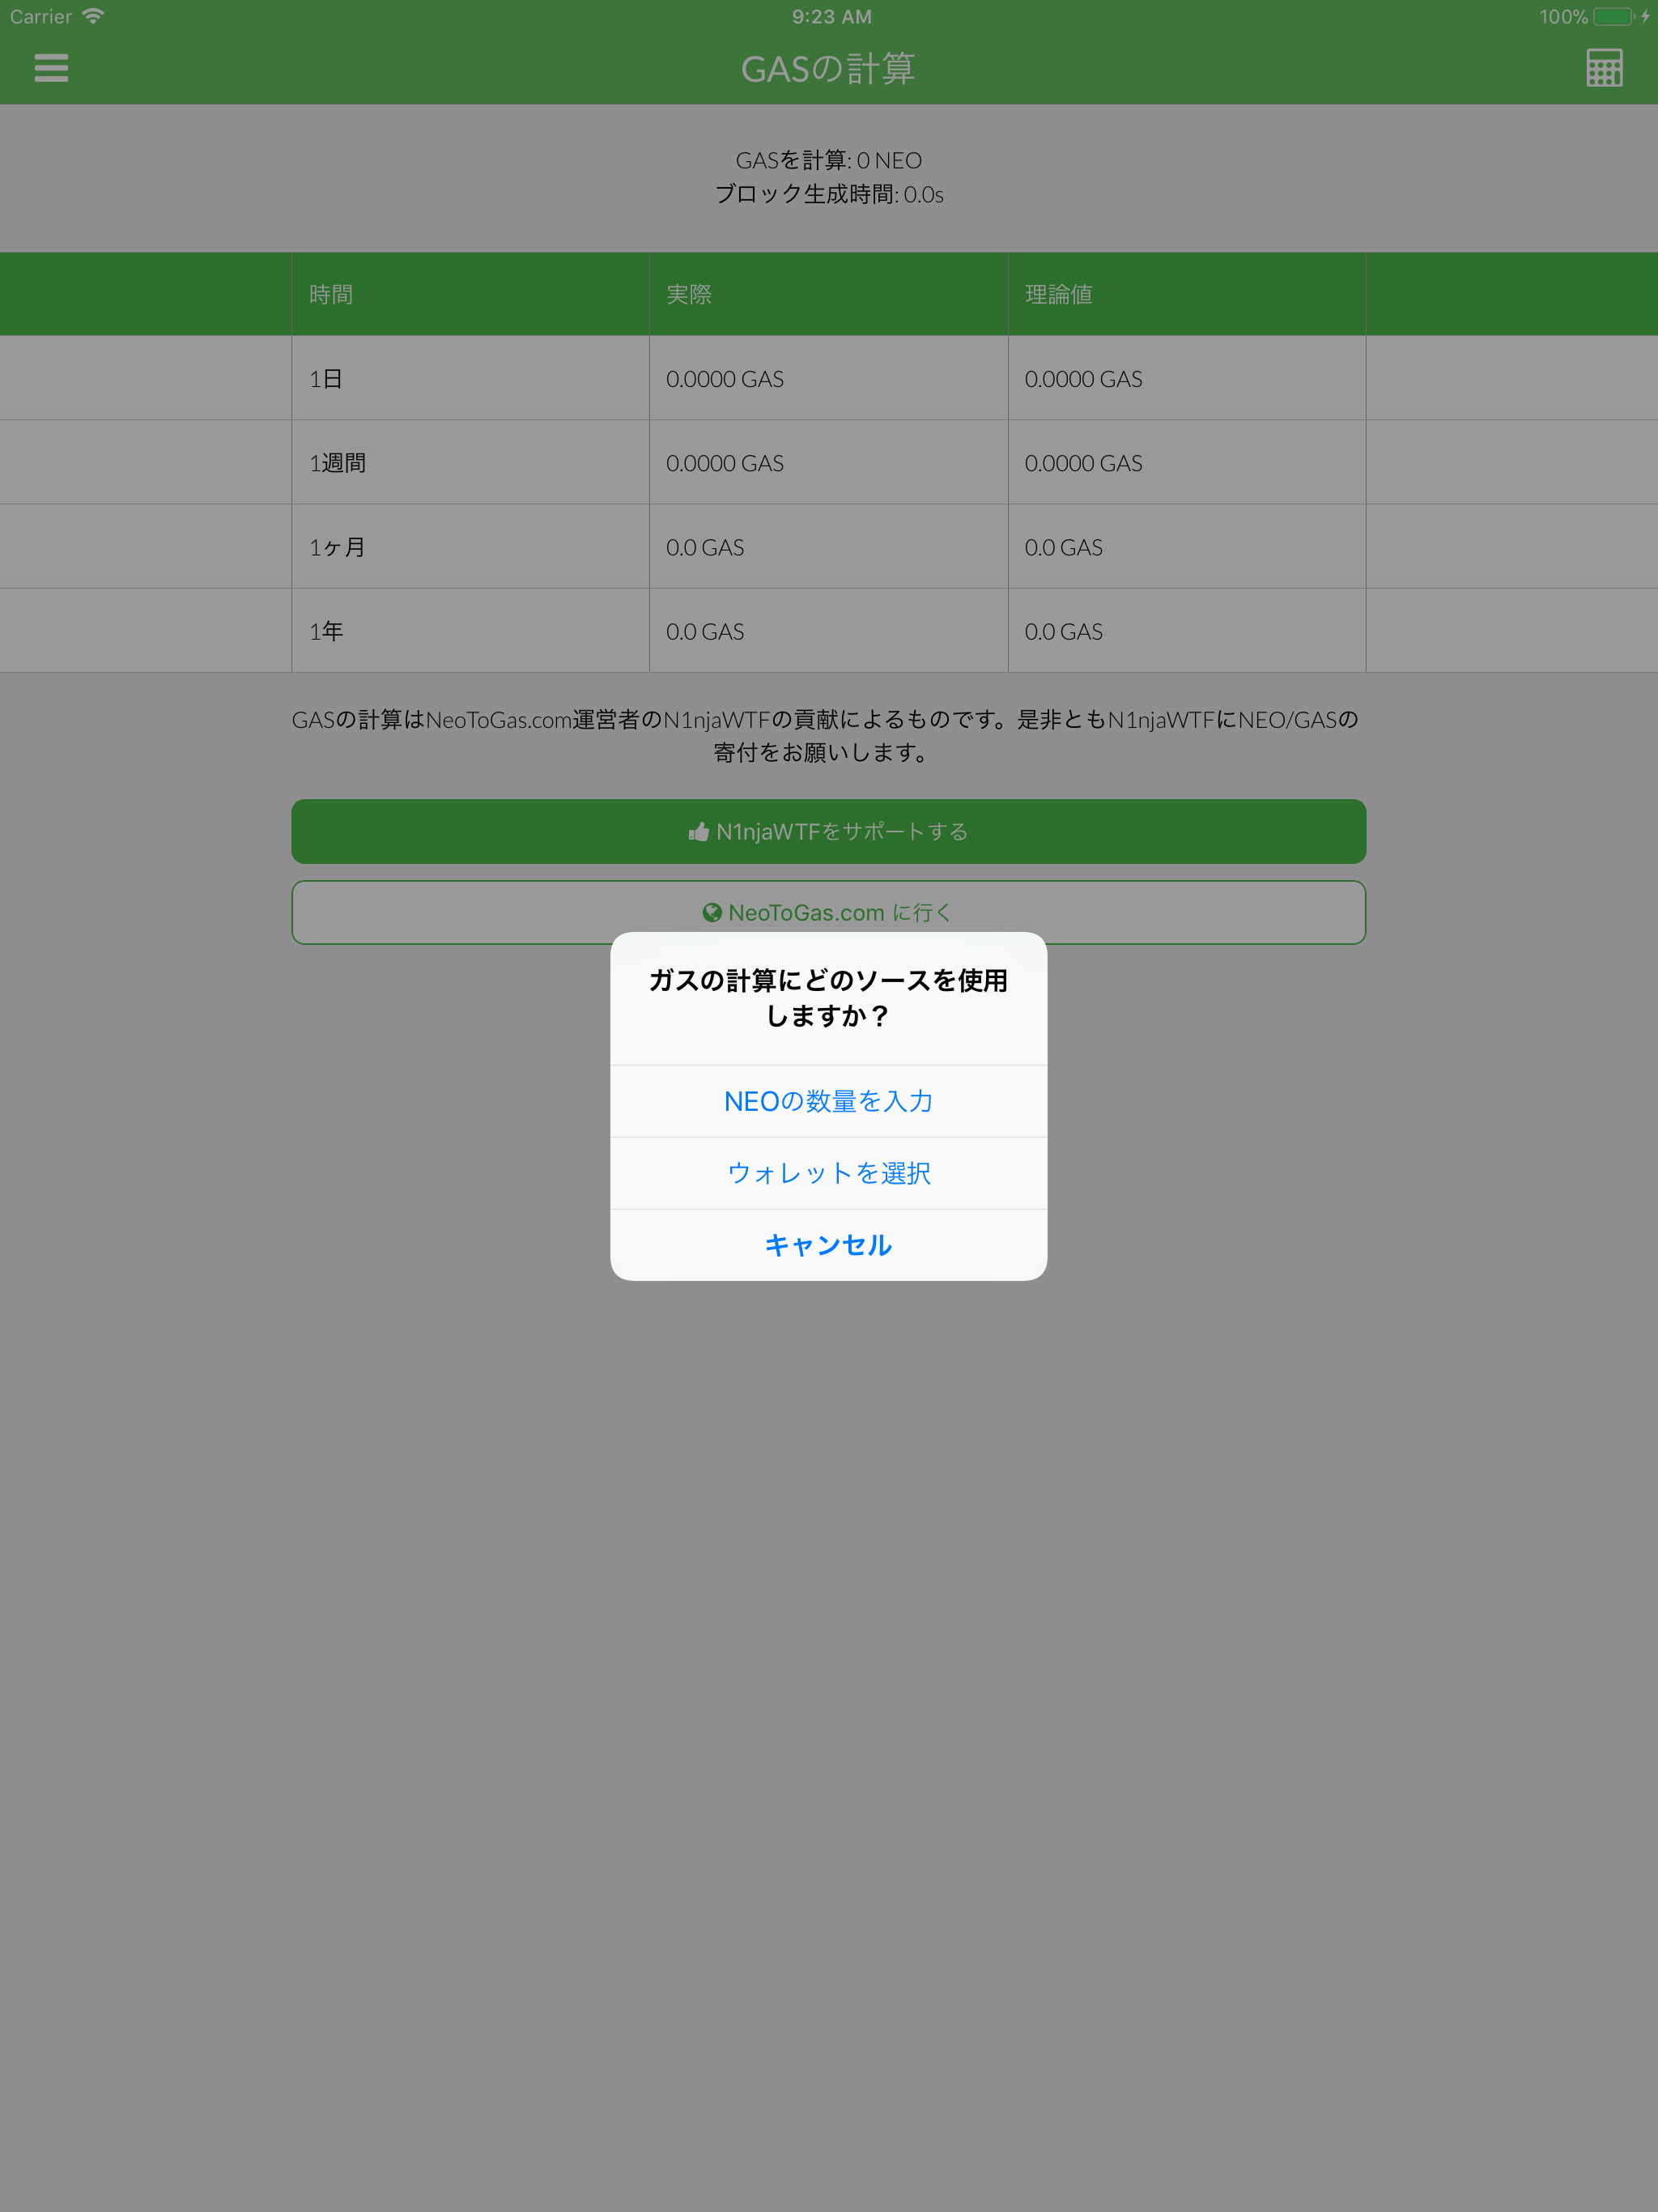 Carrier 9:23 AM 100%
GASの計算
GASを計算: 0 NEO
ブロック生成時間: 0.0s
時間 実際 理論値
1日 0.0000 GAS 0.0000 GAS
1週間 0.0000 GAS 0.0000 GAS
1ヶ月 0.0 GAS 0.0 GAS
1年 0.0 GAS 0.0 GAS
GASの計算はNeoToGas.com運営者のN1njaWTFの貢献によるものです。是非ともN1njaWTFにNEO/GASの
寄付をお願いします。
N1njaWTFをサポートする
NeoToGas.com に行く
ガスの計算にどのソースを使用
しますか？
NEOの数量を入力
ウォレットを選択
キャンセル